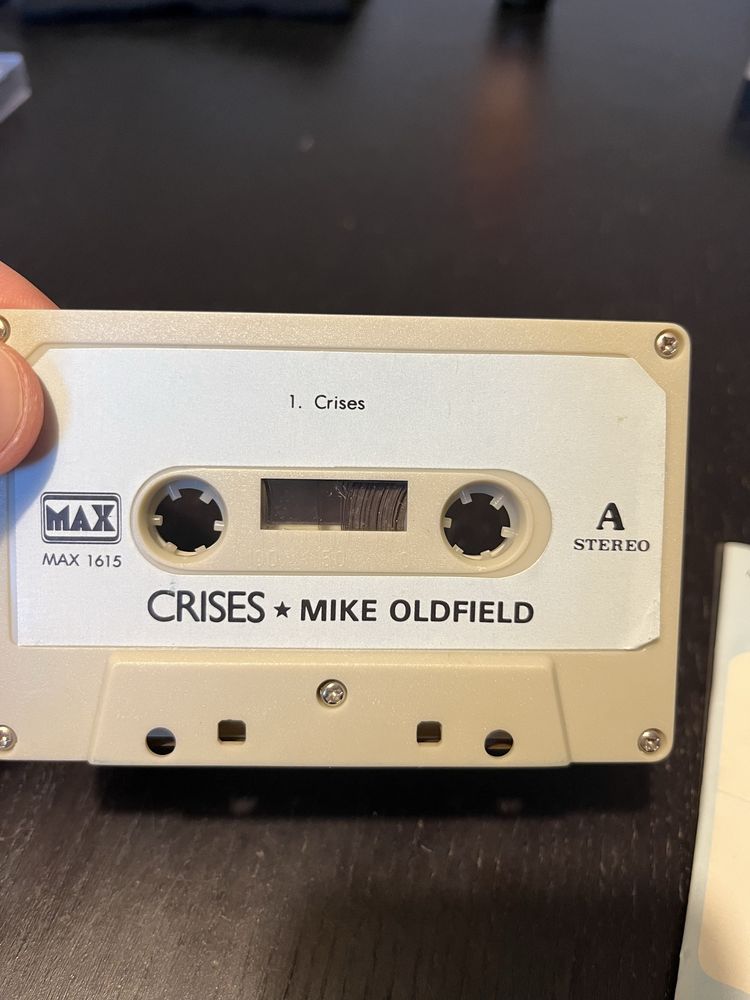 1. Crises
MAX
MAX 1615
A
STEREO
CRISES ★ MIKE OLDFIELD